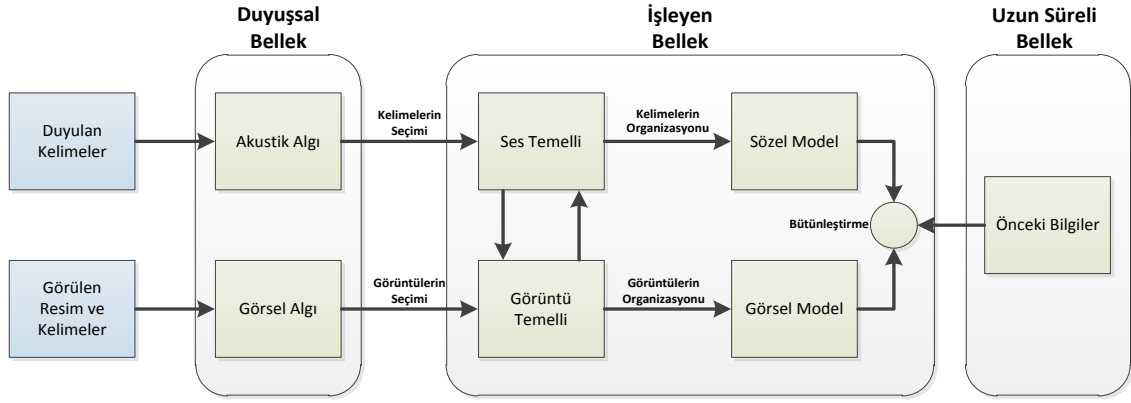 Duyuşsal
Bellek
İşleyen
Bellek
Uzun Süreli
Bellek
Duyulan
Kelimeler
Akustik Algı
Kelimelerin
Seçimi
Ses Temelli
Kelimelerin
Organizasyonu
Sözel Model
Bütünleştirme
Önceki Bilgiler
Görülen
Resim ve
Kelimeler
Görsel Algı
Görüntülerin
Seçimi
Görüntü
Temelli
Görüntülerin
Organizasyonu
Görsel Model